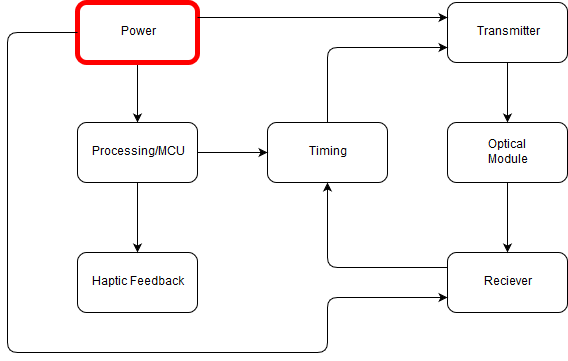 Power
Transmitter
Processing/MCU
Timing
Optical
Module
Haptic Feedback
Reciever